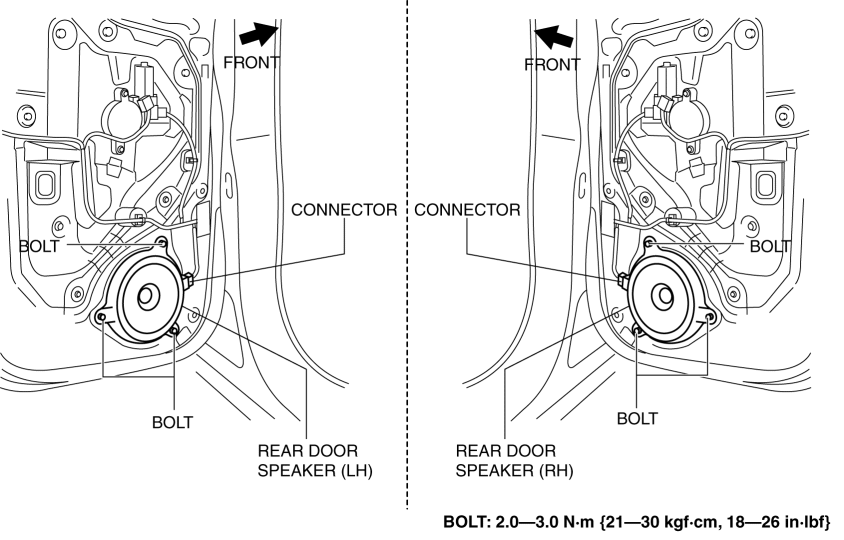 FRONT
CONNECTOR
BOLT
BOLT
REAR DOOR
SPEAKER (LH)
FRONT
CONNECTOR
BOLT
BOLT
REAR DOOR
SPEAKER (RH)
BOLT: 2.0—3.0 N·m {21—30 kgf·cm, 18—26 in·lbf}